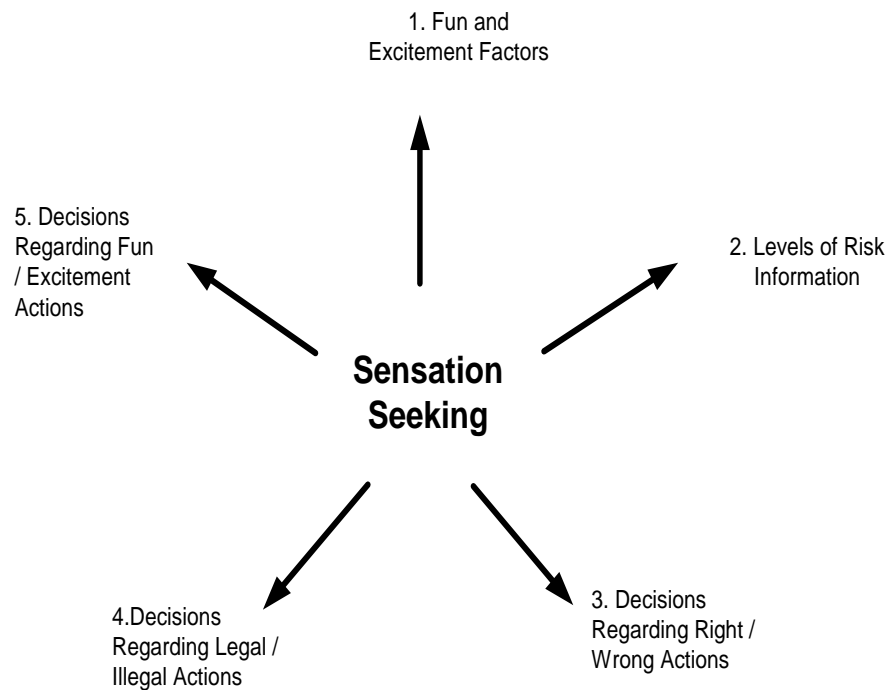 1. Fun and
Excitement Factors
2. Levels of Risk
Information
3. Decisions
Regarding Right /
Wrong Actions
4.Decisions
Regarding Legal /
Illegal Actions
5. Decisions
Regarding Fun
/ Excitement
Actions
Sensation
Seeking